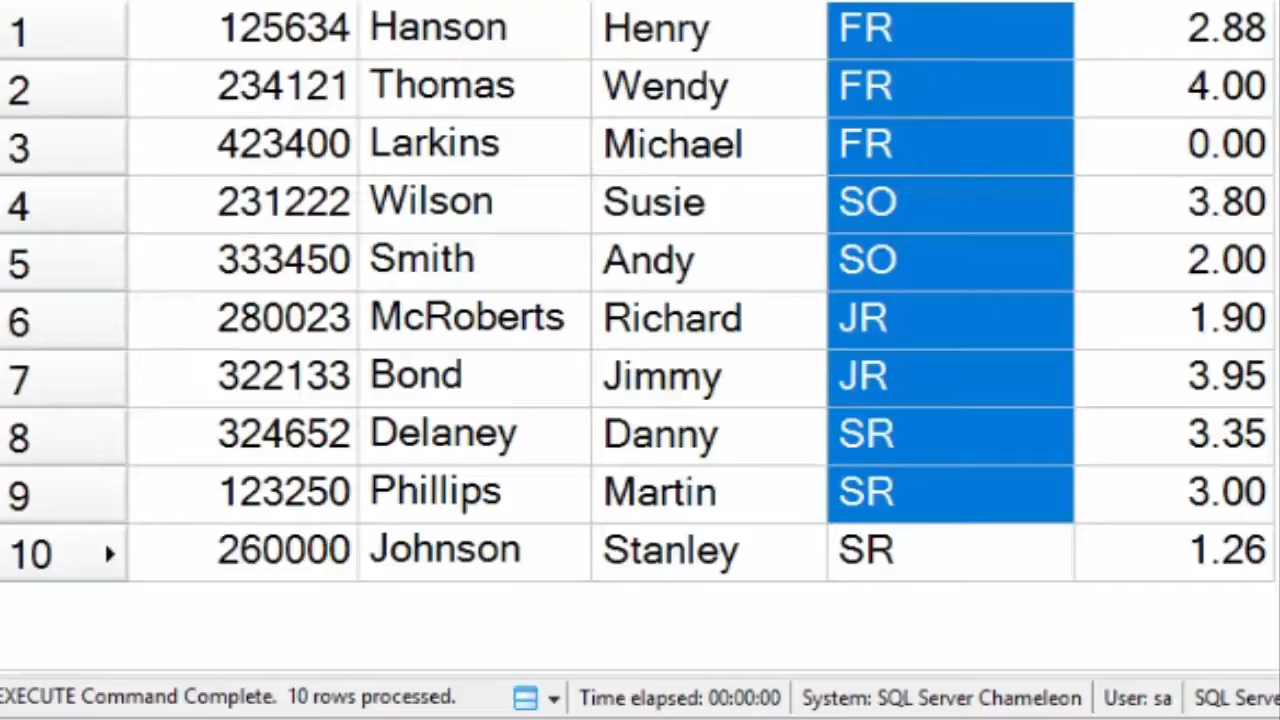 1 125634 Hanson Henry FR 2.88
2 234121 Thomas Wendy FR 4.00
3 423400 Larkins Michael FR 0.00
4 231222 Wilson Susie SO 3.80
5 333450 Smith Andy SO 2.00
6 280023 McRoberts Richard JR 1.90
7 322133 Bond Jimmy JR 3.95
8 324652 Delaney Danny SR 3.35
9 123250 Phillips Martin SR 3.00
10 260000 Johnson Stanley SR 1.26
EXECUTE Command Complete. 10 rows processed. Time elapsed: 00:00:00 System: SQL Server Chameleon User: sa SQL Serve